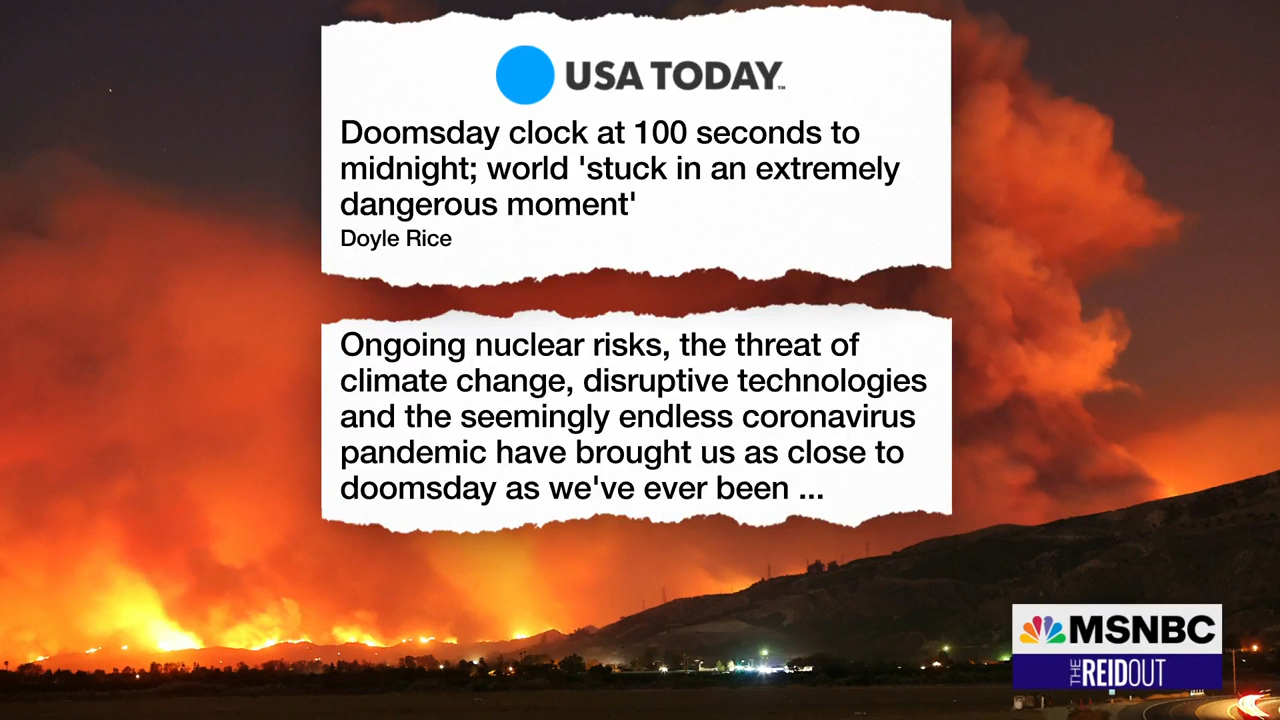 USA TODAY™
Doomsday clock at 100 seconds to
midnight; world 'stuck in an extremely
dangerous moment'
Doyle Rice
Ongoing nuclear risks, the threat of
climate change, disruptive technologies
and the seemingly endless coronavirus
pandemic have brought us as close to
doomsday as we've ever been ...
MSNBC
THE REIDOUT